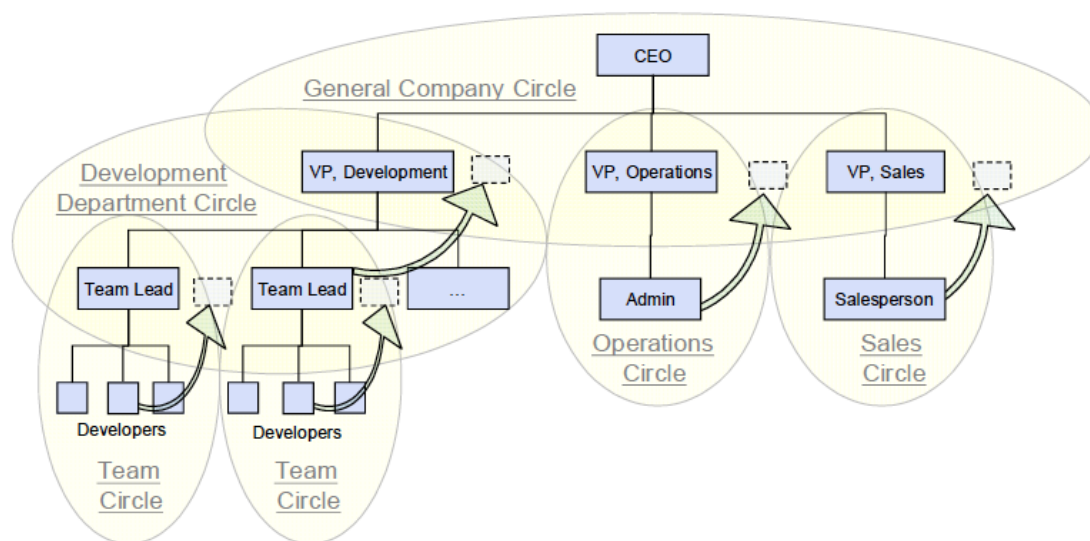 CEO
General Company Circle
VP, Development
VP, Operations
VP, Sales
Development
Department Circle
Team Lead
Team Lead
...
Admin
Salesperson
Operations
Circle
Sales
Circle
Developers
Developers
Team
Circle
Team
Circle